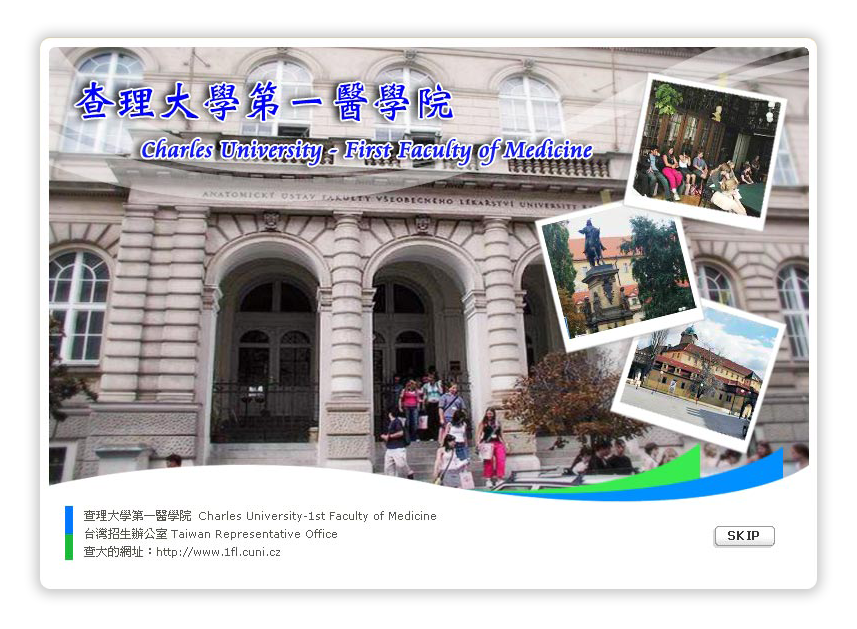 查理大學第一醫學院
Charles University - First Faculty of Medicine
ANATOMICKÝ ÚSTAV FAKULTY VŠEOBECNÉHO LÉKAŘSTVÍ UNIVERSITY
查理大學第一醫學院 Charles University-1st Faculty of Medicine
台灣招生辦公室 Taiwan Representative Office
查大的網址：http://www.1fl.cuni.cz
SKIP